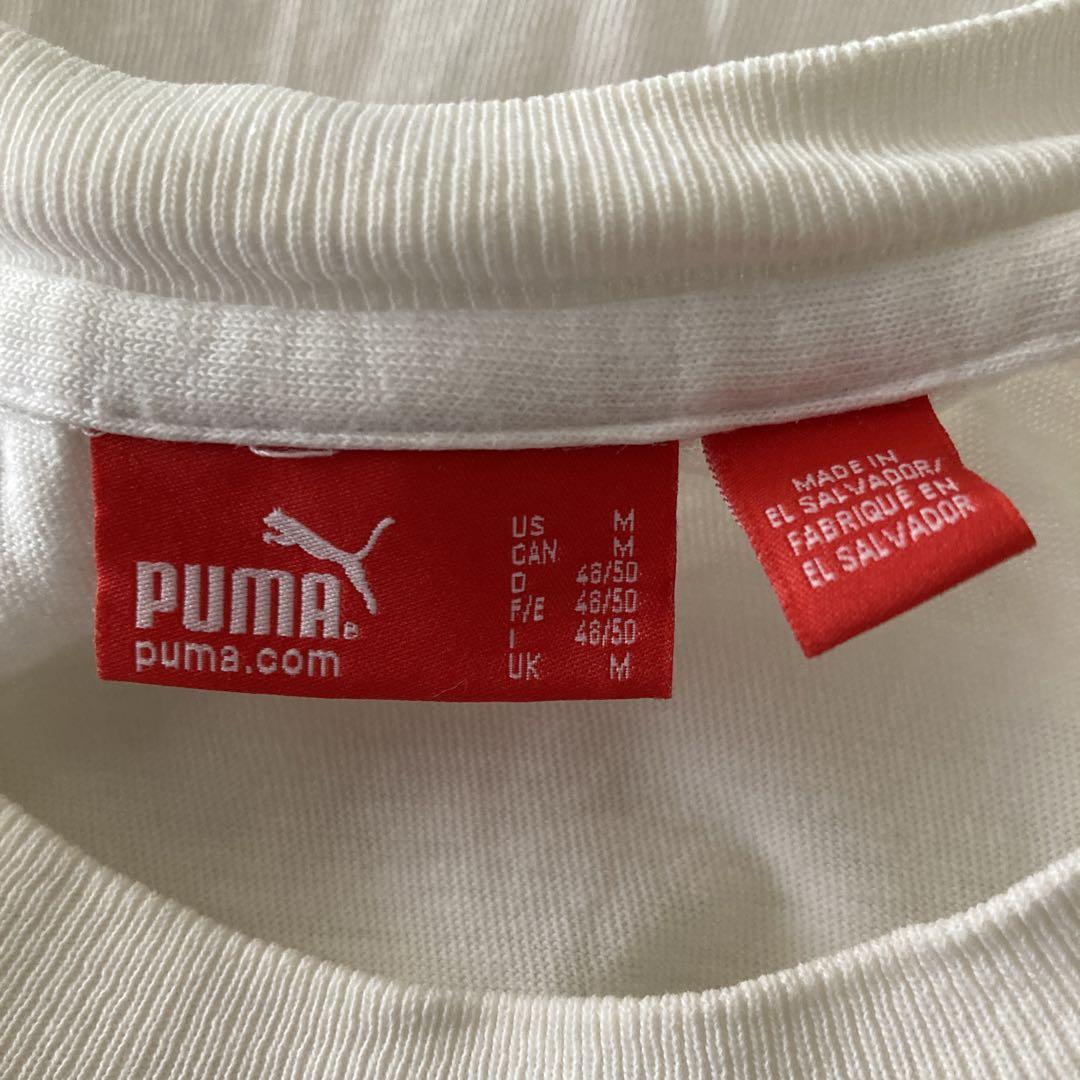 PUMA®
puma.com
US M
CAN M
D 48/50
F/E 48/50
I 48/50
UK M
MADE IN
EL SALVADOR/
FABRIQUÉ EN
EL SALVADOR